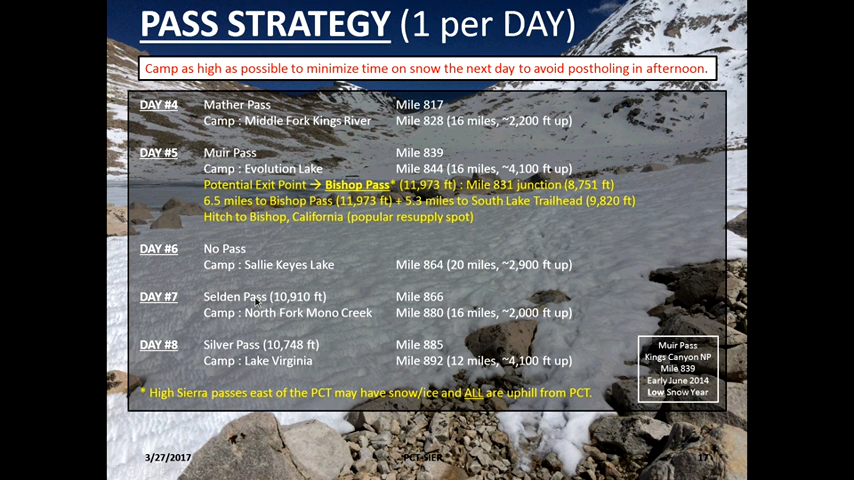 PASS STRATEGY (1 per DAY)
Camp as high as possible to minimize time on snow the next day to avoid postholing in afternoon.
DAY #4 Mather Pass Mile 817
Camp : Middle Fork Kings River Mile 828 (16 miles, ~2,200 ft up)
DAY #5 Muir Pass Mile 839
Camp : Evolution Lake Mile 844 (16 miles, ~4,100 ft up)
Potential Exit Point → Bishop Pass* (11,973 ft) : Mile 831 junction (8,751 ft)
6.5 miles to Bishop Pass (11,973 ft) + 5.3 miles to South Lake Trailhead (9,820 ft)
Hitch to Bishop, California (popular resupply spot)
DAY #6 No Pass
Camp : Sallie Keyes Lake Mile 864 (20 miles, ~2,900 ft up)
DAY #7 Selden Pass (10,910 ft) Mile 866
Camp : North Fork Mono Creek Mile 880 (16 miles, ~2,000 ft up)
DAY #8 Silver Pass (10,748 ft) Mile 885
Camp : Lake Virginia Mile 892 (12 miles, ~4,100 ft up)
* High Sierra passes east of the PCT may have snow/ice and ALL are uphill from PCT.
Muir Pass
Kings Canyon NP
Mile 839
Early June 2014
Low Snow Year
3/27/2017
17